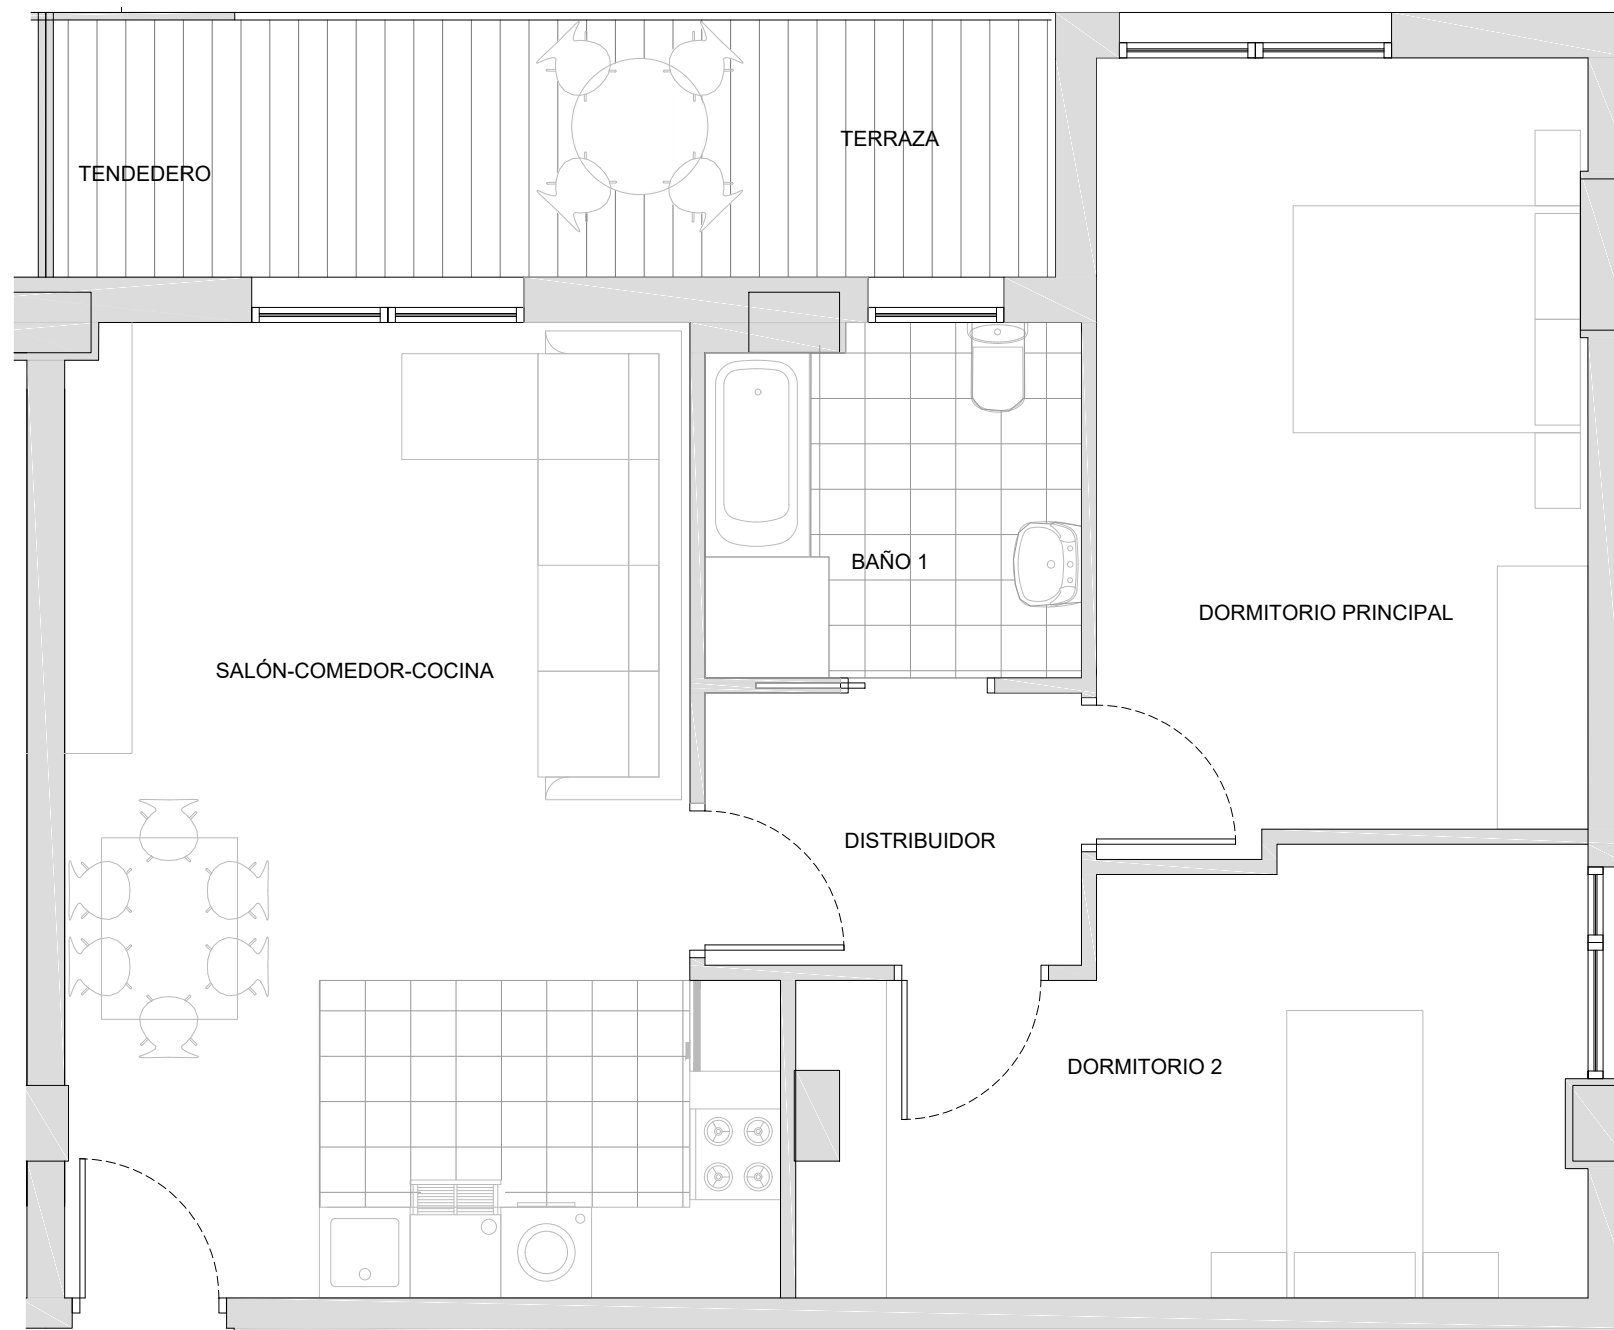 TERRAZA
TENDEDERO
BAÑO 1
DORMITORIO PRINCIPAL
SALÓN-COMEDOR-COCINA
DISTRIBUIDOR
DORMITORIO 2